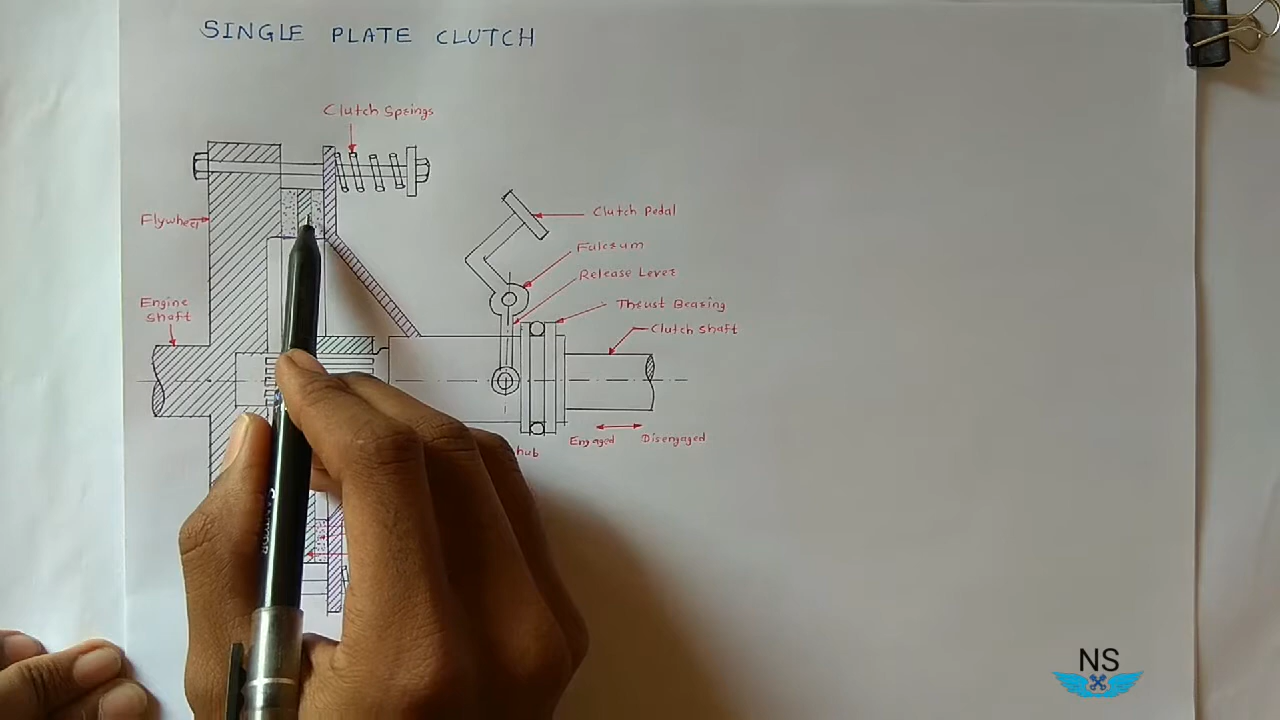 SINGLE PLATE CLUTCH
Clutch Springs
Flywheel
Clutch Pedal
Fulcrum
Release Lever
Engine
shaft
Thrust Bearing
Clutch shaft
Engaged Disengaged
hub
NS